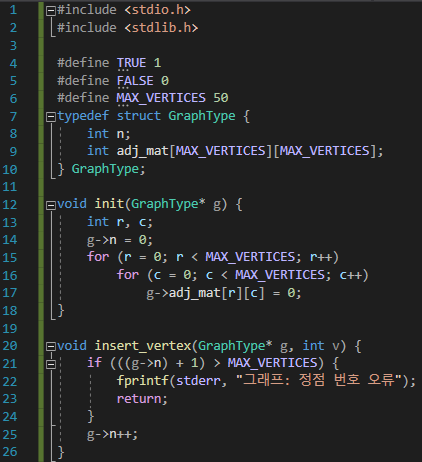 1 #include <stdio.h>
2 #include <stdlib.h>
3
4 #define TRUE 1
5 #define FALSE 0
6 #define MAX_VERTICES 50
7 typedef struct GraphType {
8 int n;
9 int adj_mat[MAX_VERTICES][MAX_VERTICES];
10 } GraphType;
11
12 void init(GraphType* g) {
13 int r, c;
14 g->n = 0;
15 for (r = 0; r < MAX_VERTICES; r++)
16 for (c = 0; c < MAX_VERTICES; c++)
17 g->adj_mat[r][c] = 0;
18 }
19
20 void insert_vertex(GraphType* g, int v) {
21 if (((g->n) + 1) > MAX_VERTICES) {
22 fprintf(stderr, "그래프: 정점 번호 오류");
23 return;
24 }
25 g->n++;
26 }